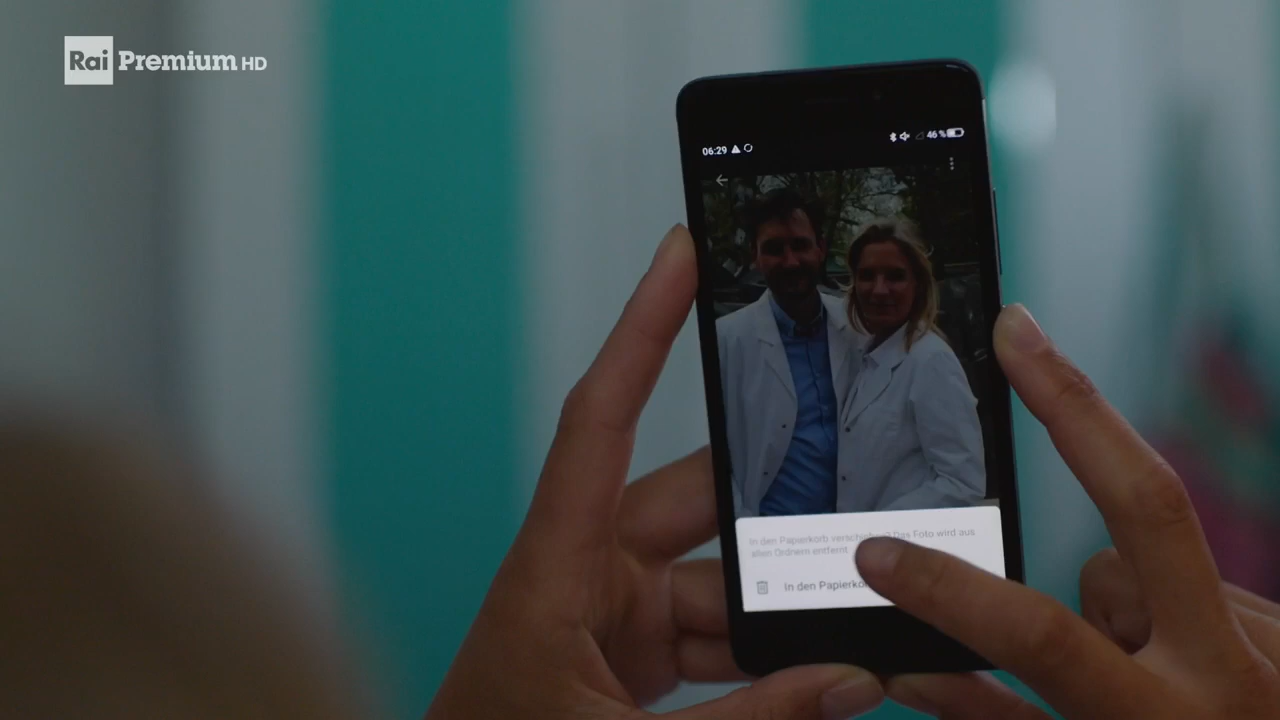 Rai Premium HD
06:29
46 %
In den Papierkorb verschieben? Das Foto wird aus
allen Ordnern entfernt
In den Papierkor